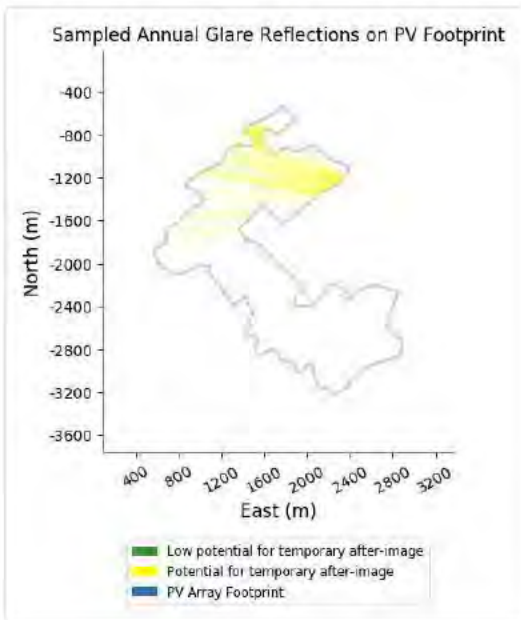 Sampled Annual Glare Reflections on PV Footprint
North (m)
-400
-800
-1200
-1600
-2000
-2400
-2800
-3200
-3600
400
800
1200
1600
2000
2400
2800
3200
East (m)
Low potential for temporary after-image
Potential for temporary after-image
PV Array Footprint